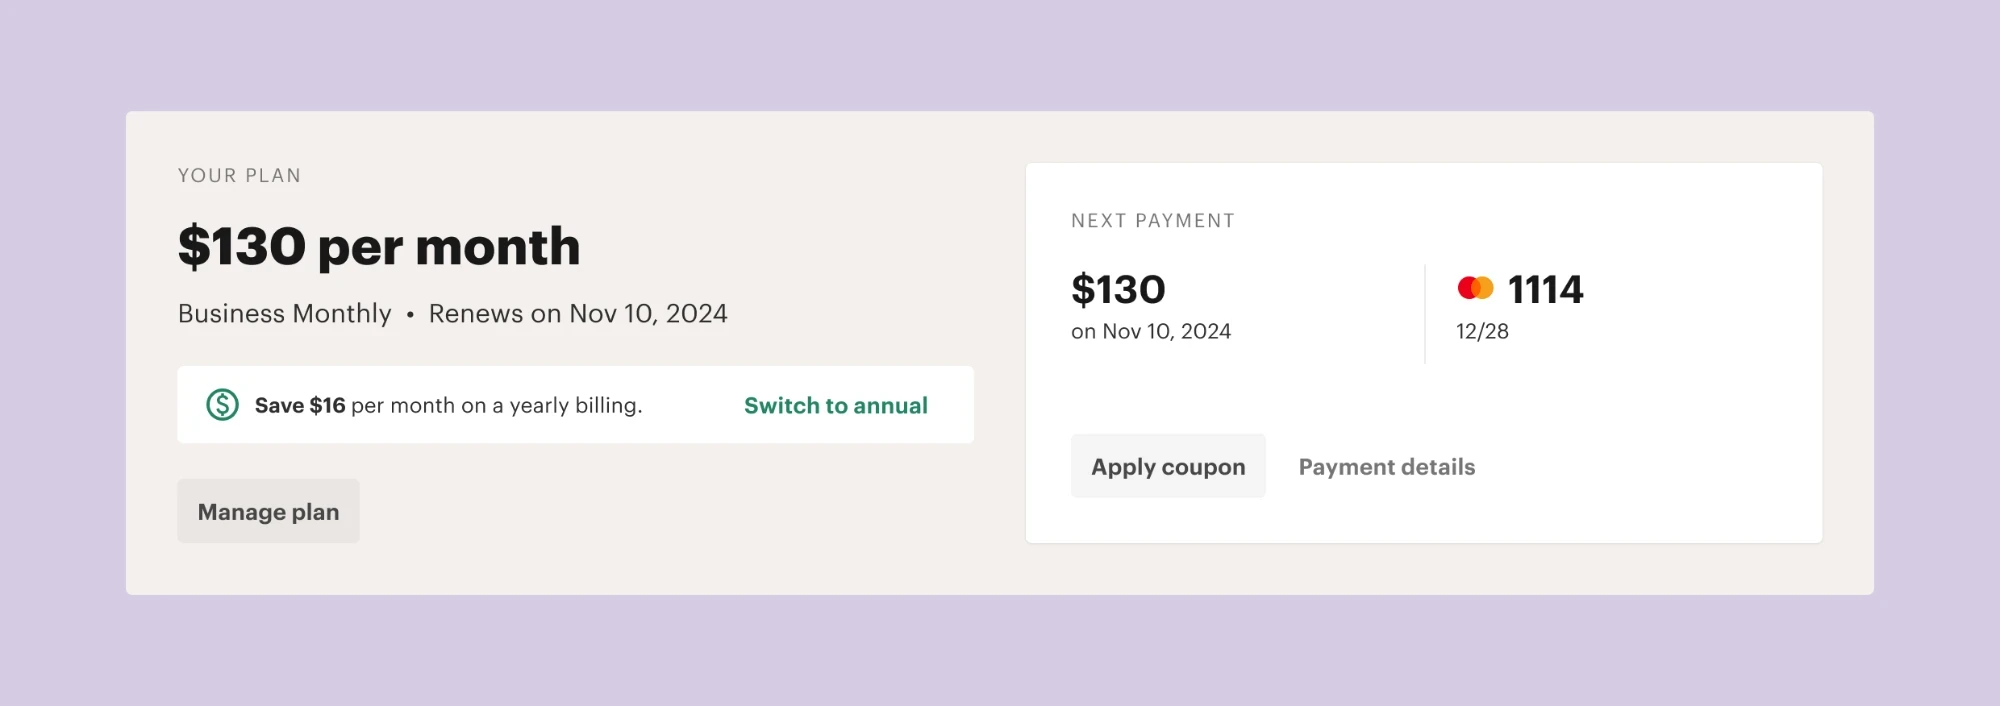 YOUR PLAN
$130 per month
Business Monthly • Renews on Nov 10, 2024
Save $16 per month on a yearly billing.
Switch to annual
Manage plan
NEXT PAYMENT
$130
on Nov 10, 2024
1114
12/28
Apply coupon
Payment details